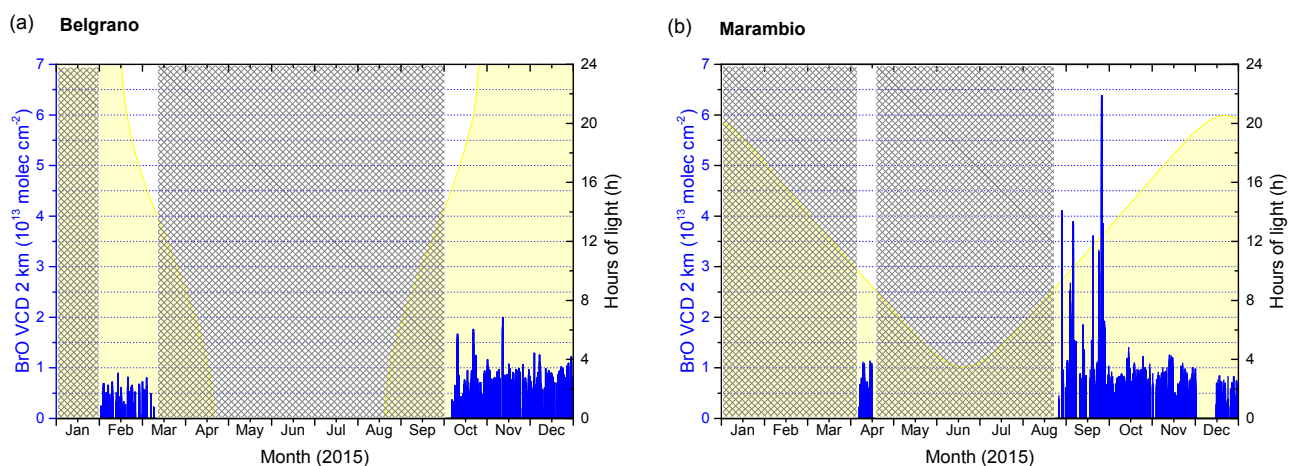 (a) Belgrano
7 6 5 4 3 2 1 0
BrO VCD 2 km (10^13 molec cm^-2)
24 20 16 12 8 4 0
Hours of light (h)
Jan Feb Mar Apr May Jun Jul Aug Sep Oct Nov Dec
Month (2015)
(b) Marambio
7 6 5 4 3 2 1 0
BrO VCD 2 km (10^13 molec cm^-2)
24 20 16 12 8 4 0
Hours of light (h)
Jan Feb Mar Apr May Jun Jul Aug Sep Oct Nov Dec
Month (2015)